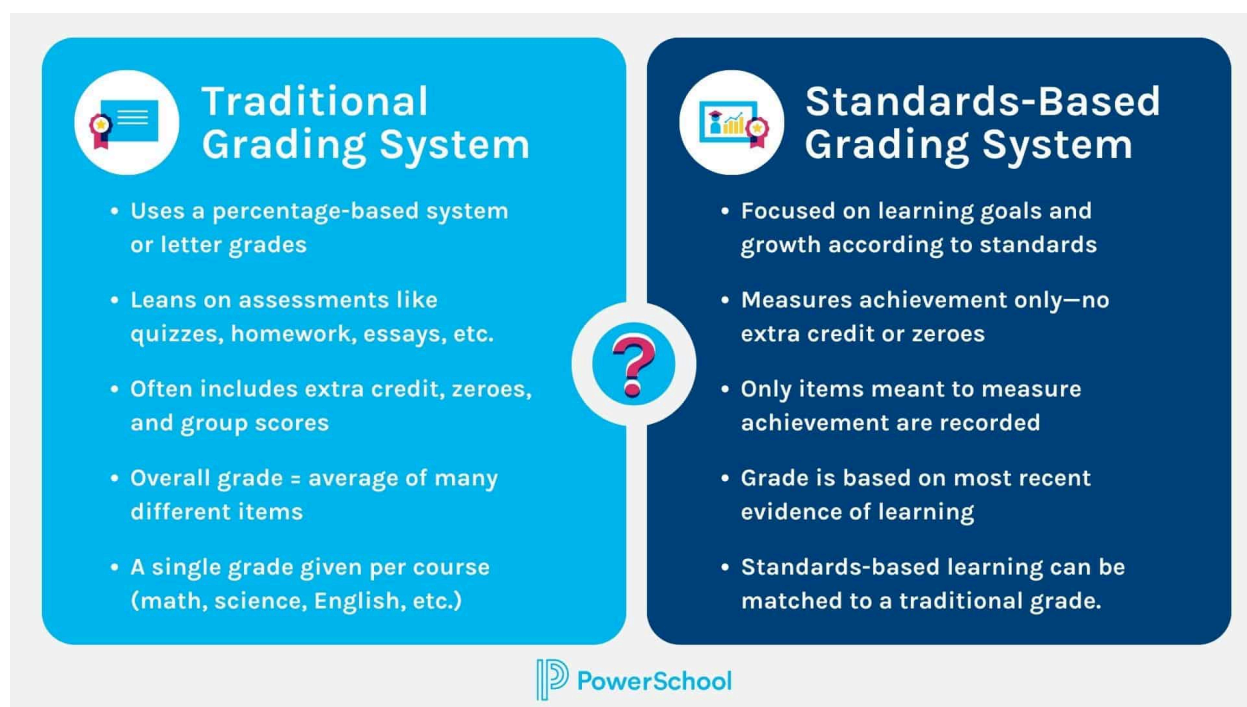 Traditional
Grading System
• Uses a percentage-based system
or letter grades
• Leans on assessments like
quizzes, homework, essays, etc.
• Often includes extra credit, zeroes,
and group scores
• Overall grade = average of many
different items
• A single grade given per course
(math, science, English, etc.)
?
Standards-Based
Grading System
• Focused on learning goals and
growth according to standards
• Measures achievement only—no
extra credit or zeroes
• Only items meant to measure
achievement are recorded
• Grade is based on most recent
evidence of learning
• Standards-based learning can be
matched to a traditional grade.
PowerSchool